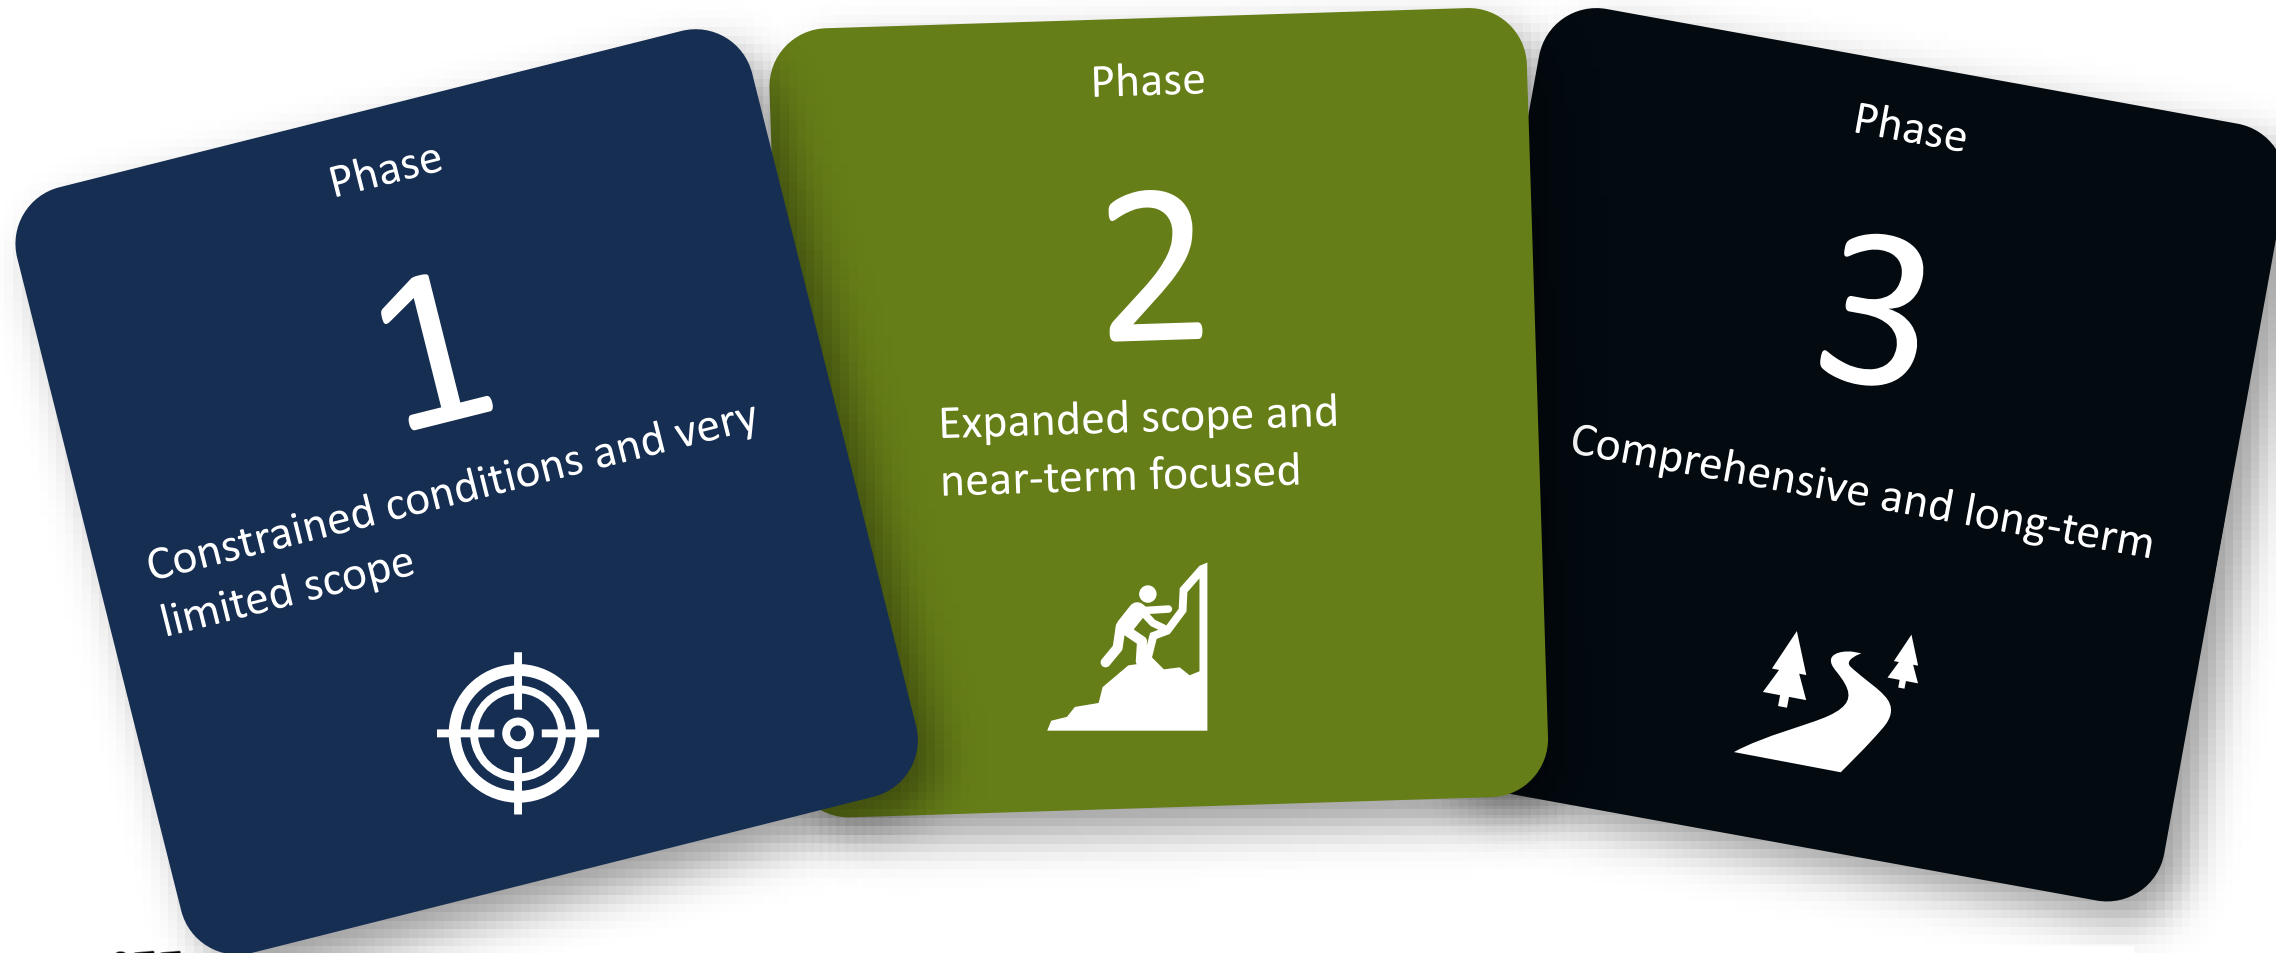 Phase
1
Constrained conditions and very
limited scope
Phase
2
Expanded scope and
near-term focused
Phase
3
Comprehensive and long-term